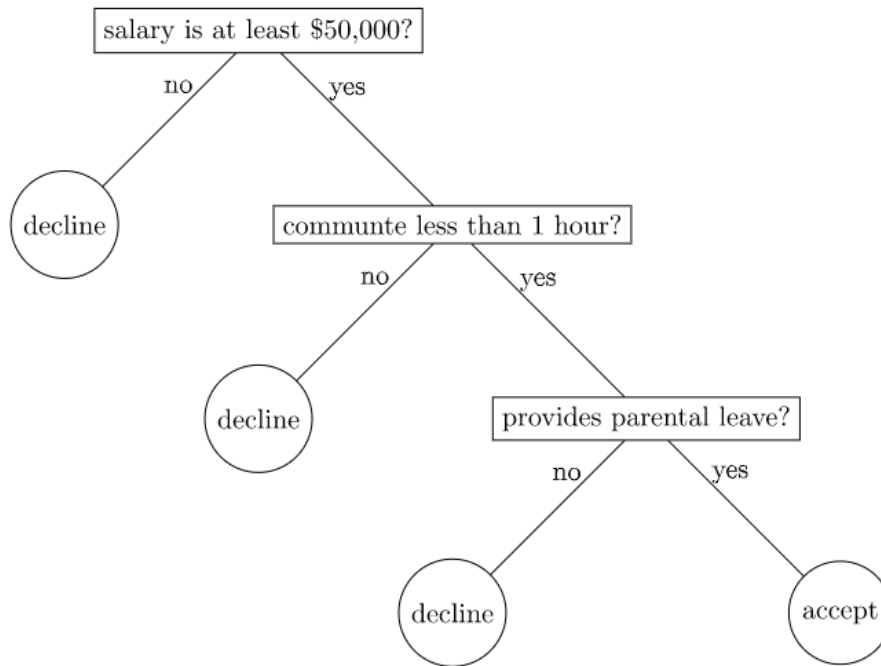 salary is at least $50,000?
no
yes
decline
communte less than 1 hour?
no
yes
decline
provides parental leave?
no
yes
decline
accept